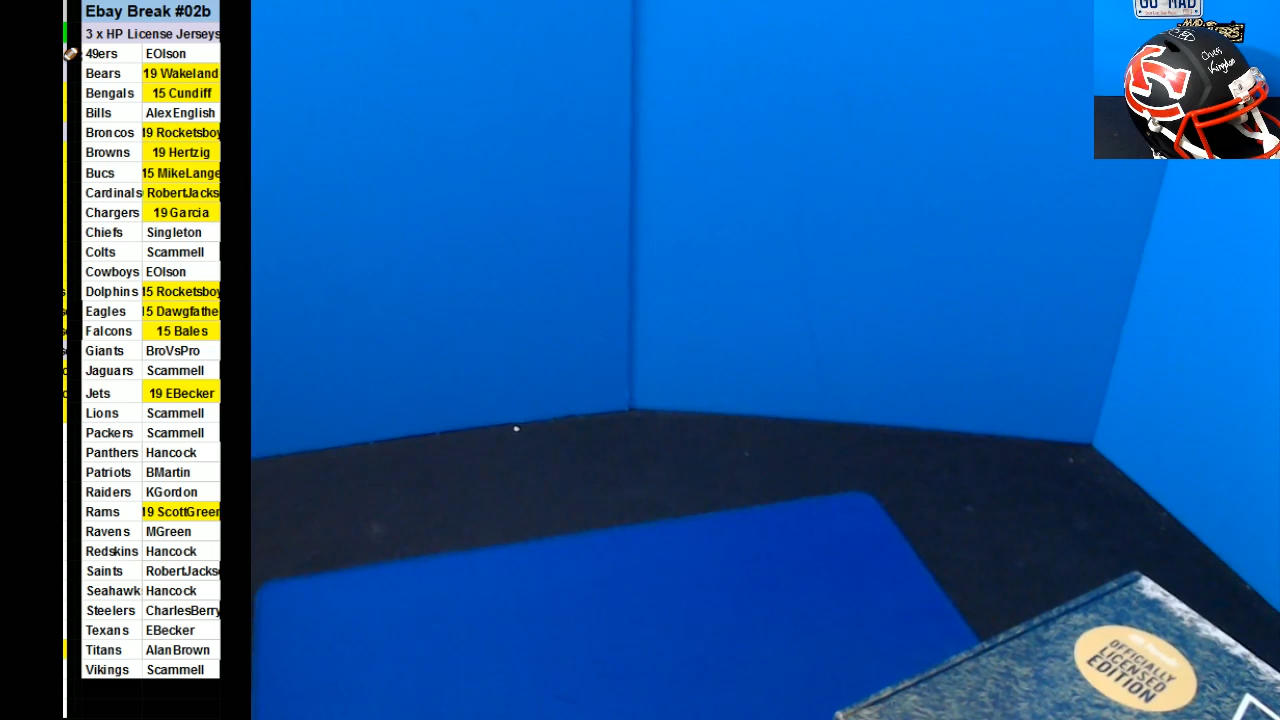 Ebay Break #02b
3 x HP License Jerseys
49ers EOlson
Bears 19 Wakeland
Bengals 15 Cundiff
Bills AlexEnglish
Broncos 19 Rocketsboy
Browns 19 Hertzig
Bucs 15 MikeLange
Cardinals RobertJacks
Chargers 19 Garcia
Chiefs Singleton
Colts Scammell
Cowboys EOlson
Dolphins 15 Rocketsboy
Eagles 15 Dawgfathe
Falcons 15 Bales
Giants BroVsPro
Jaguars Scammell
Jets 19 EBecker
Lions Scammell
Packers Scammell
Panthers Hancock
Patriots BMartin
Raiders KGordon
Rams 19 ScottGreen
Ravens MGreen
Redskins Hancock
Saints RobertJacks
Seahawk Hancock
Steelers CharlesBerry
Texans EBecker
Titans AlanBrown
Vikings Scammell
GO MAD
OFFICIALLY
LICENSED
EDITION